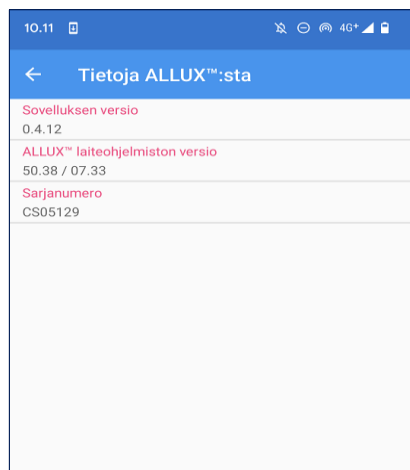 10.11 4G+
Tietoja ALLUX™:sta
Sovelluksen versio
0.4.12
ALLUX™ laiteohjelmiston versio
50.38 / 07.33
Sarjanumero
CS05129